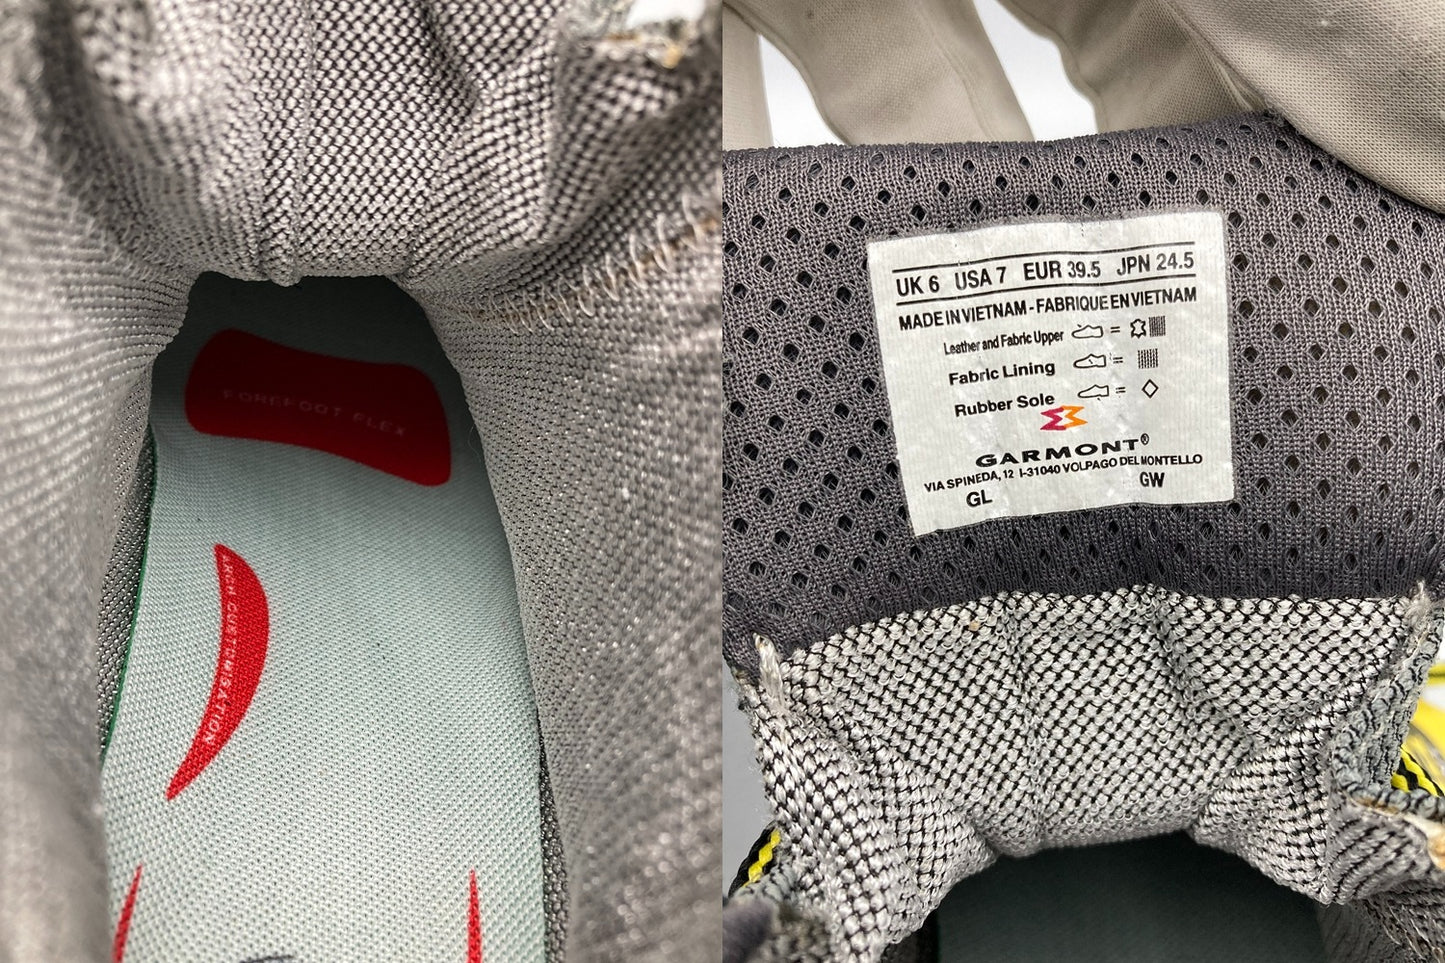 FOREFOOT FLEX
ARCH CUSTOMISATION
UK 6 USA 7 EUR 39.5 JPN 24.5
MADE IN VIETNAM - FABRIQUE EN VIETNAM
Leather and Fabric Upper =
Fabric Lining =
Rubber Sole =
GARMONT®
VIA SPINEDA, 12 I-31040 VOLPAGO DEL MONTELLO
GL GW